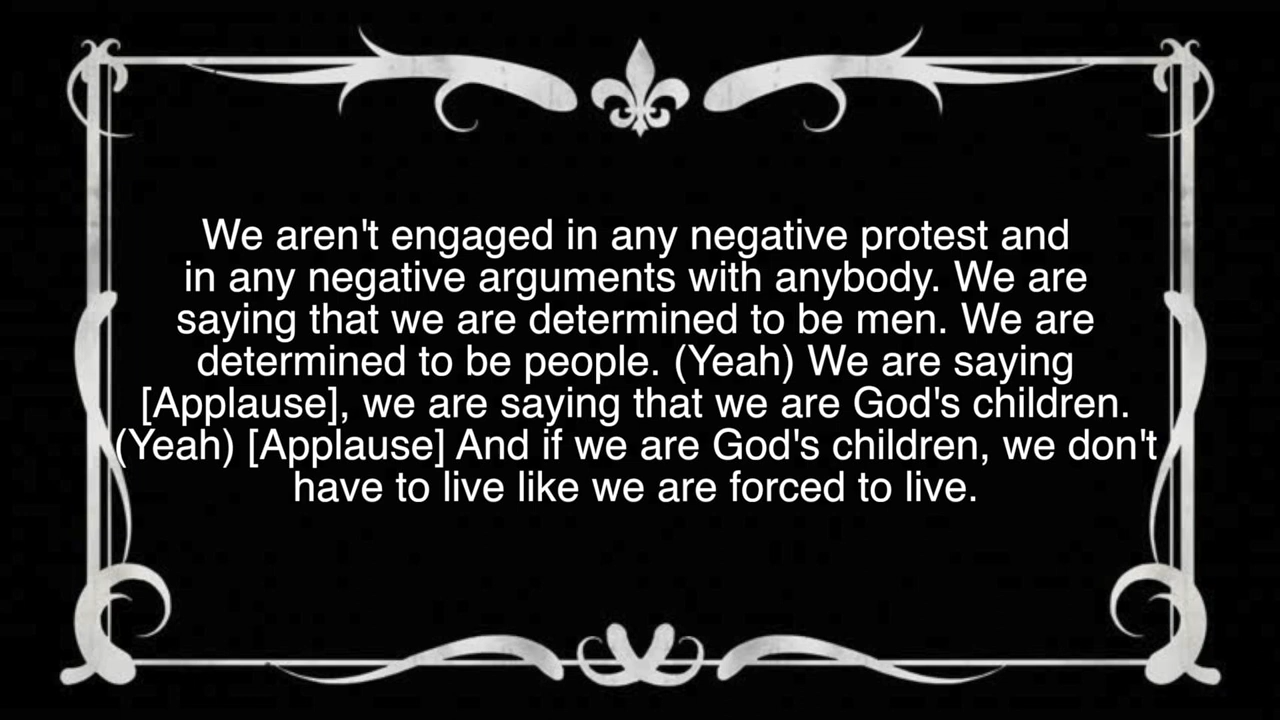 We aren't engaged in any negative protest and
in any negative arguments with anybody. We are
saying that we are determined to be men. We are
determined to be people. (Yeah) We are saying
[Applause], we are saying that we are God's children.
(Yeah) [Applause] And if we are God's children, we don't
have to live like we are forced to live.